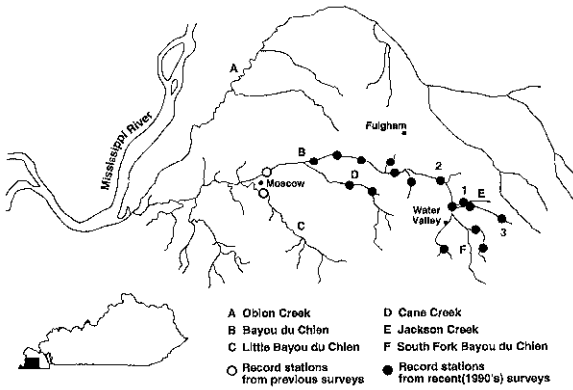 A
Mississippi River
Fulgham
B
2
Moscow
D
1
E
Water
Valley
3
C
F
A Obion Creek
B Bayou du Chien
C Little Bayou du Chien
Record stations
from previous surveys
D Cane Creek
E Jackson Creek
F South Fork Bayou du Chien
Record stations
from recent(1990's) surveys